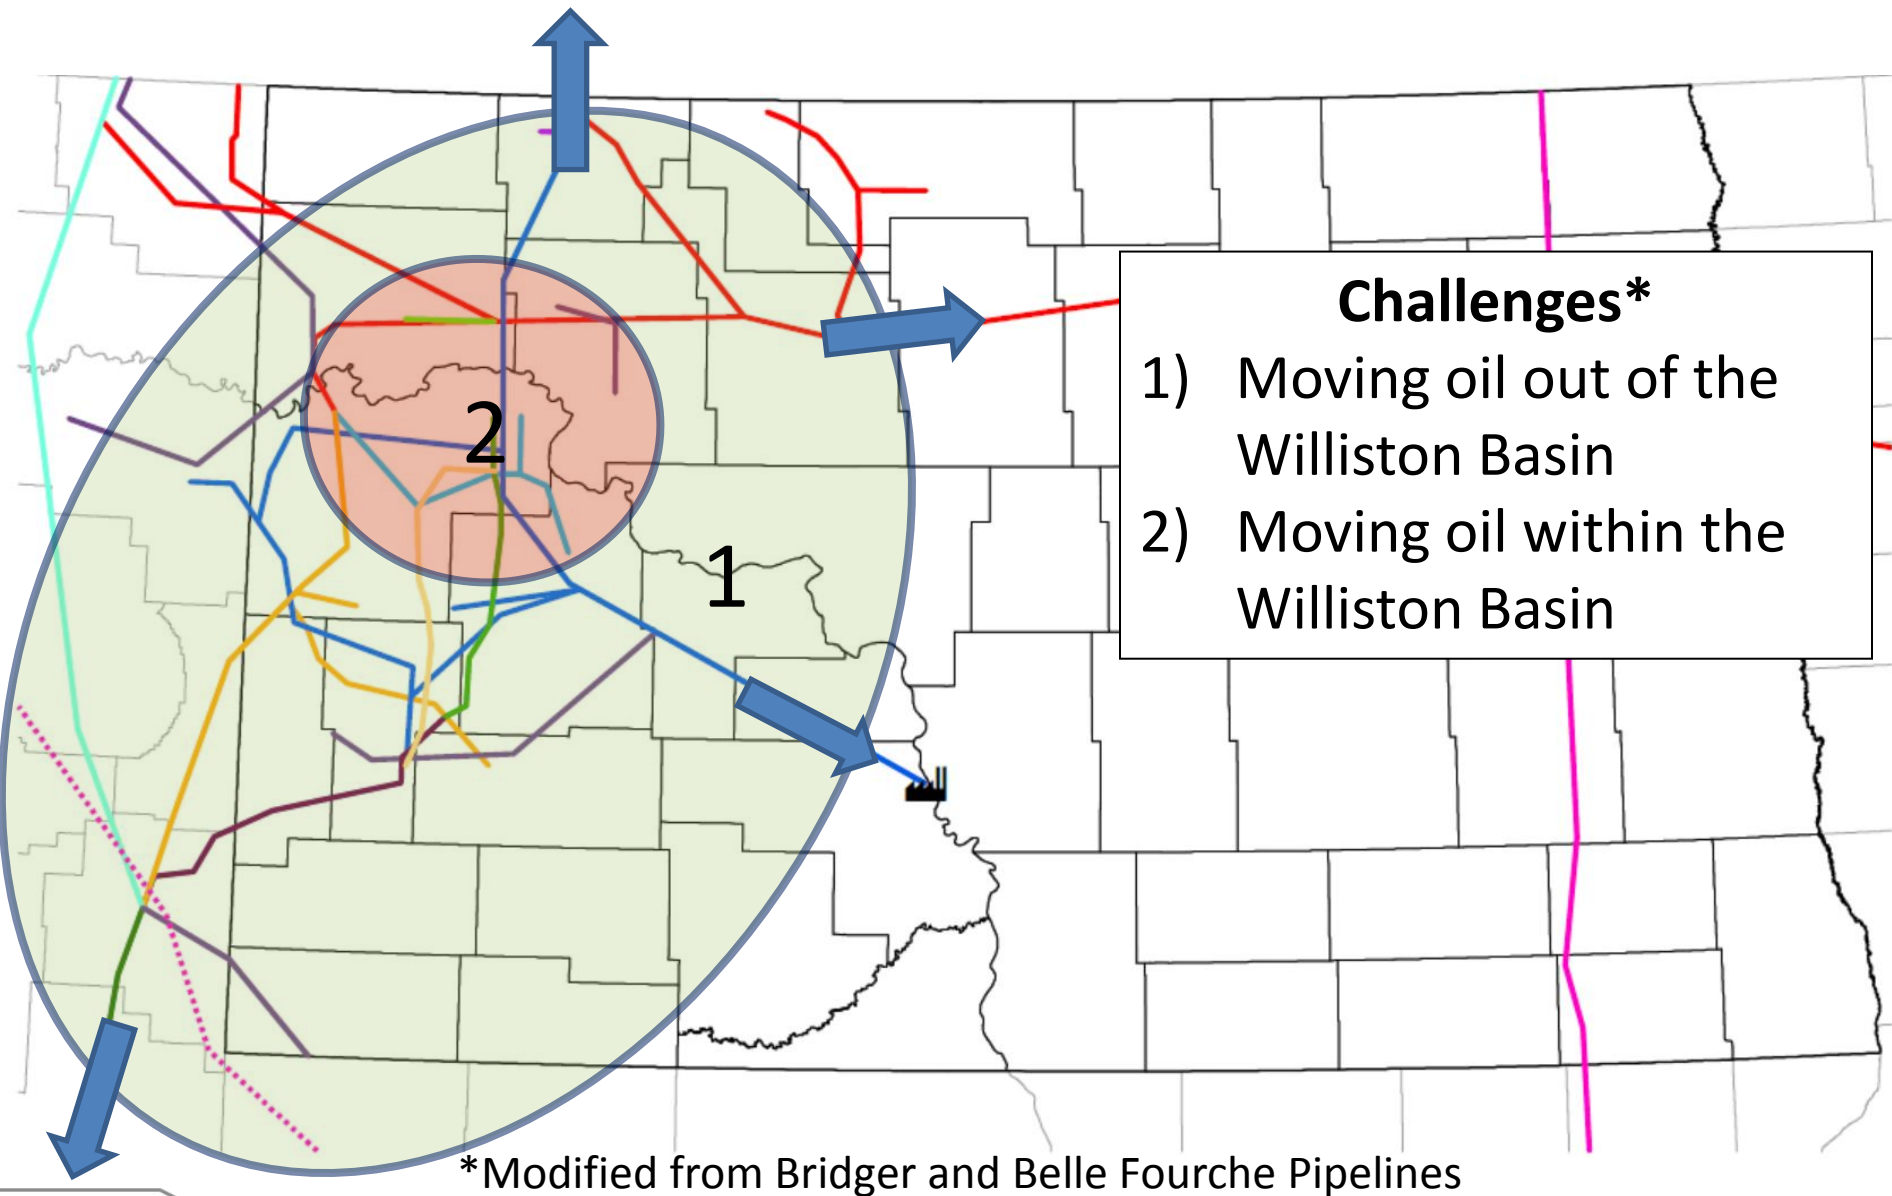 Challenges*
1) Moving oil out of the
Williston Basin
2) Moving oil within the
Williston Basin
2
1
*Modified from Bridger and Belle Fourche Pipelines